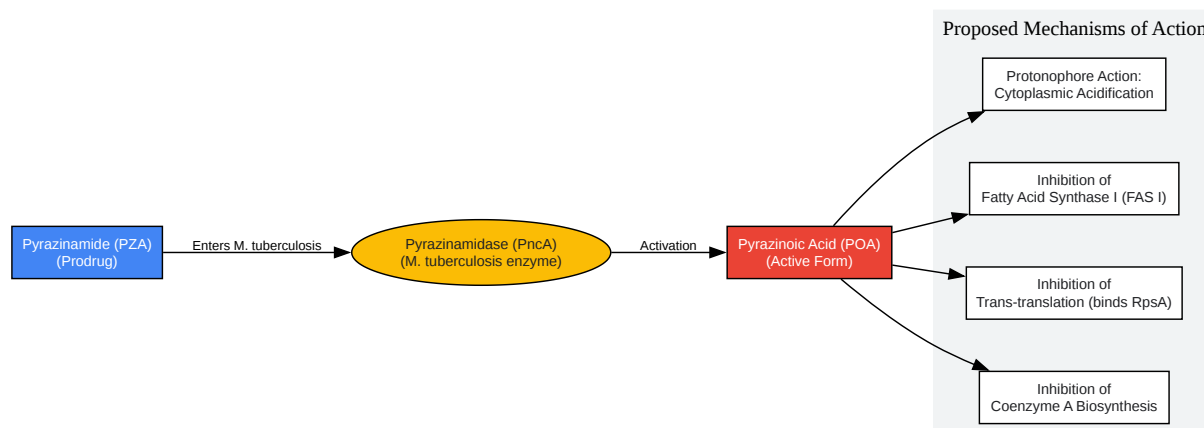 Proposed Mechanisms of Action
Protonophore Action:
Cytoplasmic Acidification
Inhibition of
Fatty Acid Synthase I (FAS I)
Pyrazinamide (PZA)
(Prodrug)
Enters M. tuberculosis
Pyrazinamidase (PncA)
(M. tuberculosis enzyme)
Activation
Pyrazinoic Acid (POA)
(Active Form)
Inhibition of
Trans-translation (binds RpsA)
Inhibition of
Coenzyme A Biosynthesis